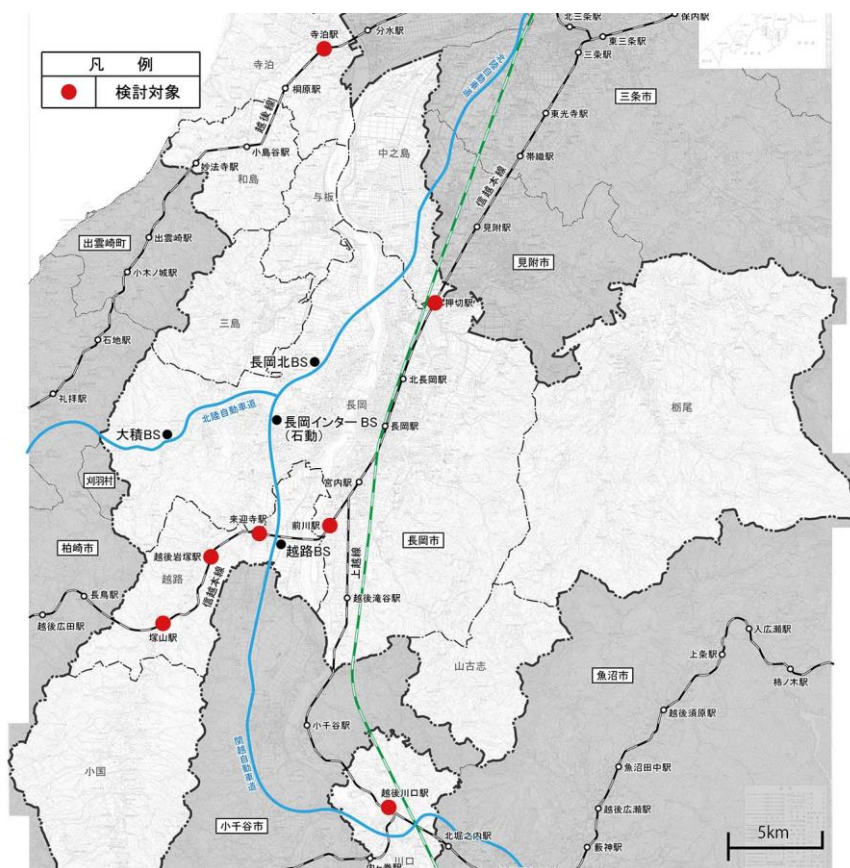 凡　例
検討対象
寺泊駅
分水駅
北三条駅
保内駅
東三条駅
三条駅
寺泊
桐原駅
越後線
北陸自動車道
三条市
東光寺駅
中之島
小島谷駅
妙法寺駅
和島
与板
帯織駅
信越本線
出雲崎町
出雲崎駅
見附駅
見附市
小木ノ城駅
押切駅
三島
石地駅
長岡北BS
北長岡駅
礼拝駅
北陸自動車道
長岡
栃尾
大積BS
長岡インターBS
（石動）
長岡駅
刈羽村
宮内駅
来迎寺駅
前川駅
長岡市
柏崎市
越後岩塚駅
越路BS
越路
信越本線
上越線
長鳥駅
越後滝谷駅
越後広田駅
塚山駅
入広瀬駅
上条駅
山古志
魚沼市
柿ノ木駅
越後須原駅
小千谷駅
関越自動車道
小国
魚沼田中駅
越後川口駅
越後広瀬駅
小千谷市
北堀之内駅
藪神駅
5km
川口